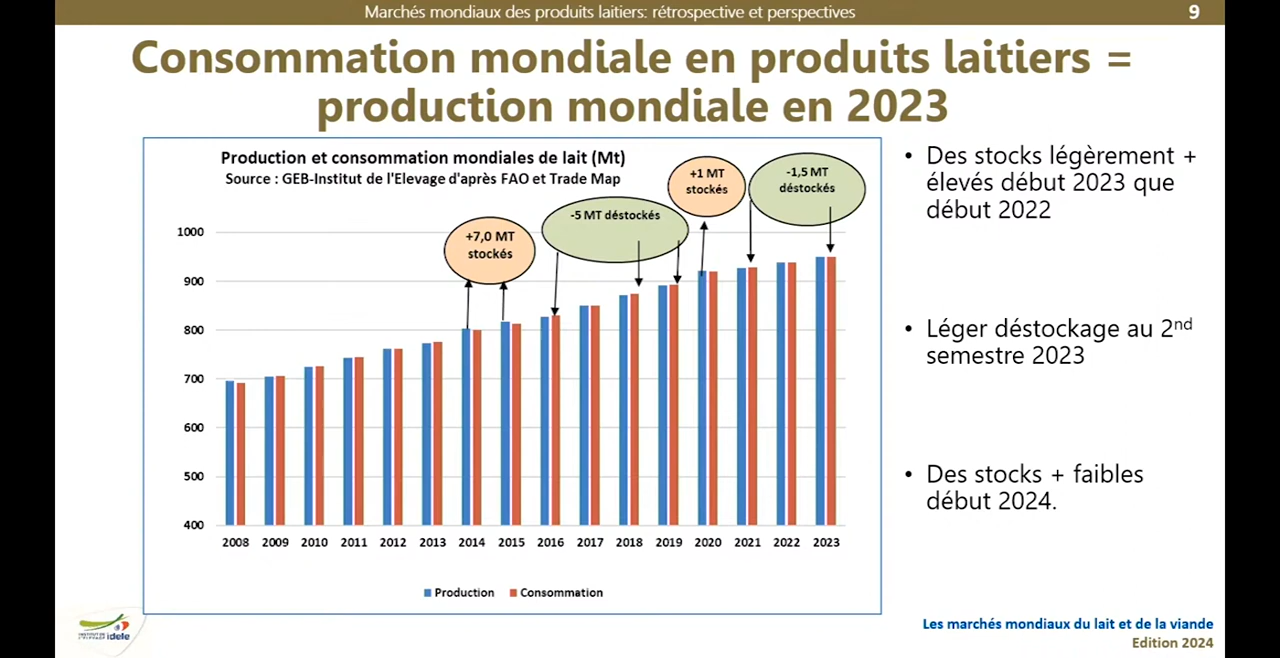 Marchés mondiaux des produits laitiers: rétrospective et perspectives
9
Consommation mondiale en produits laitiers =
production mondiale en 2023
Production et consommation mondiales de lait (Mt)
Source : GEB-Institut de l'Elevage d'après FAO et Trade Map
+7,0 MT
stockés
-5 MT déstockés
+1 MT
stockés
-1,5 MT
déstockés
1000
900
800
700
600
500
400
2008 2009 2010 2011 2012 2013 2014 2015 2016 2017 2018 2019 2020 2021 2022 2023
Production Consommation
• Des stocks légèrement +
élevés début 2023 que
début 2022
• Léger déstockage au 2nd
semestre 2023
• Des stocks + faibles
début 2024.
INSTITUT DE
L'ELEVAGE idele
Les marchés mondiaux du lait et de la viande
Edition 2024